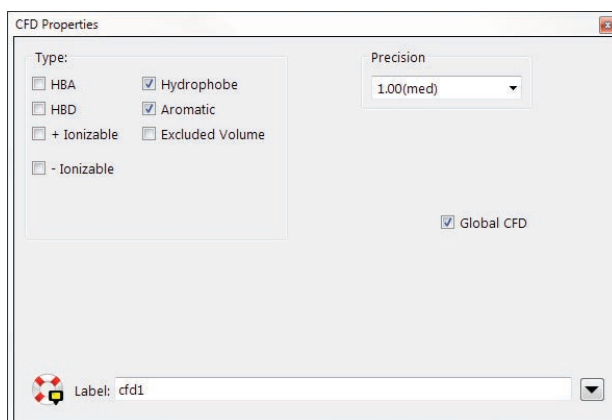 CFD Properties
Type:
Precision
HBA
Hydrophobe
1.00(med)
HBD
Aromatic
+ Ionizable
Excluded Volume
- Ionizable
Global CFD
Label: cfd1